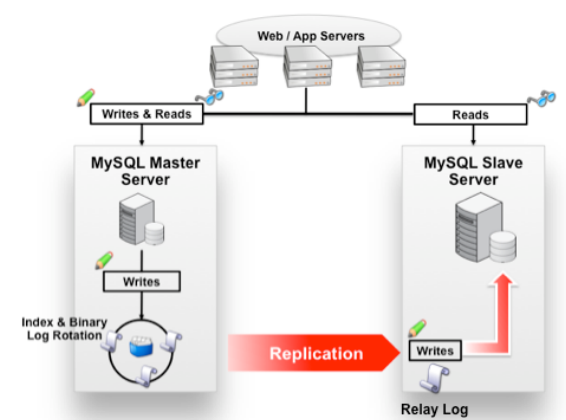 Web / App Servers
Writes & Reads
Reads
MySQL Master
Server
MySQL Slave
Server
Writes
Index & Binary
Log Rotation
Replication
Writes
Relay Log